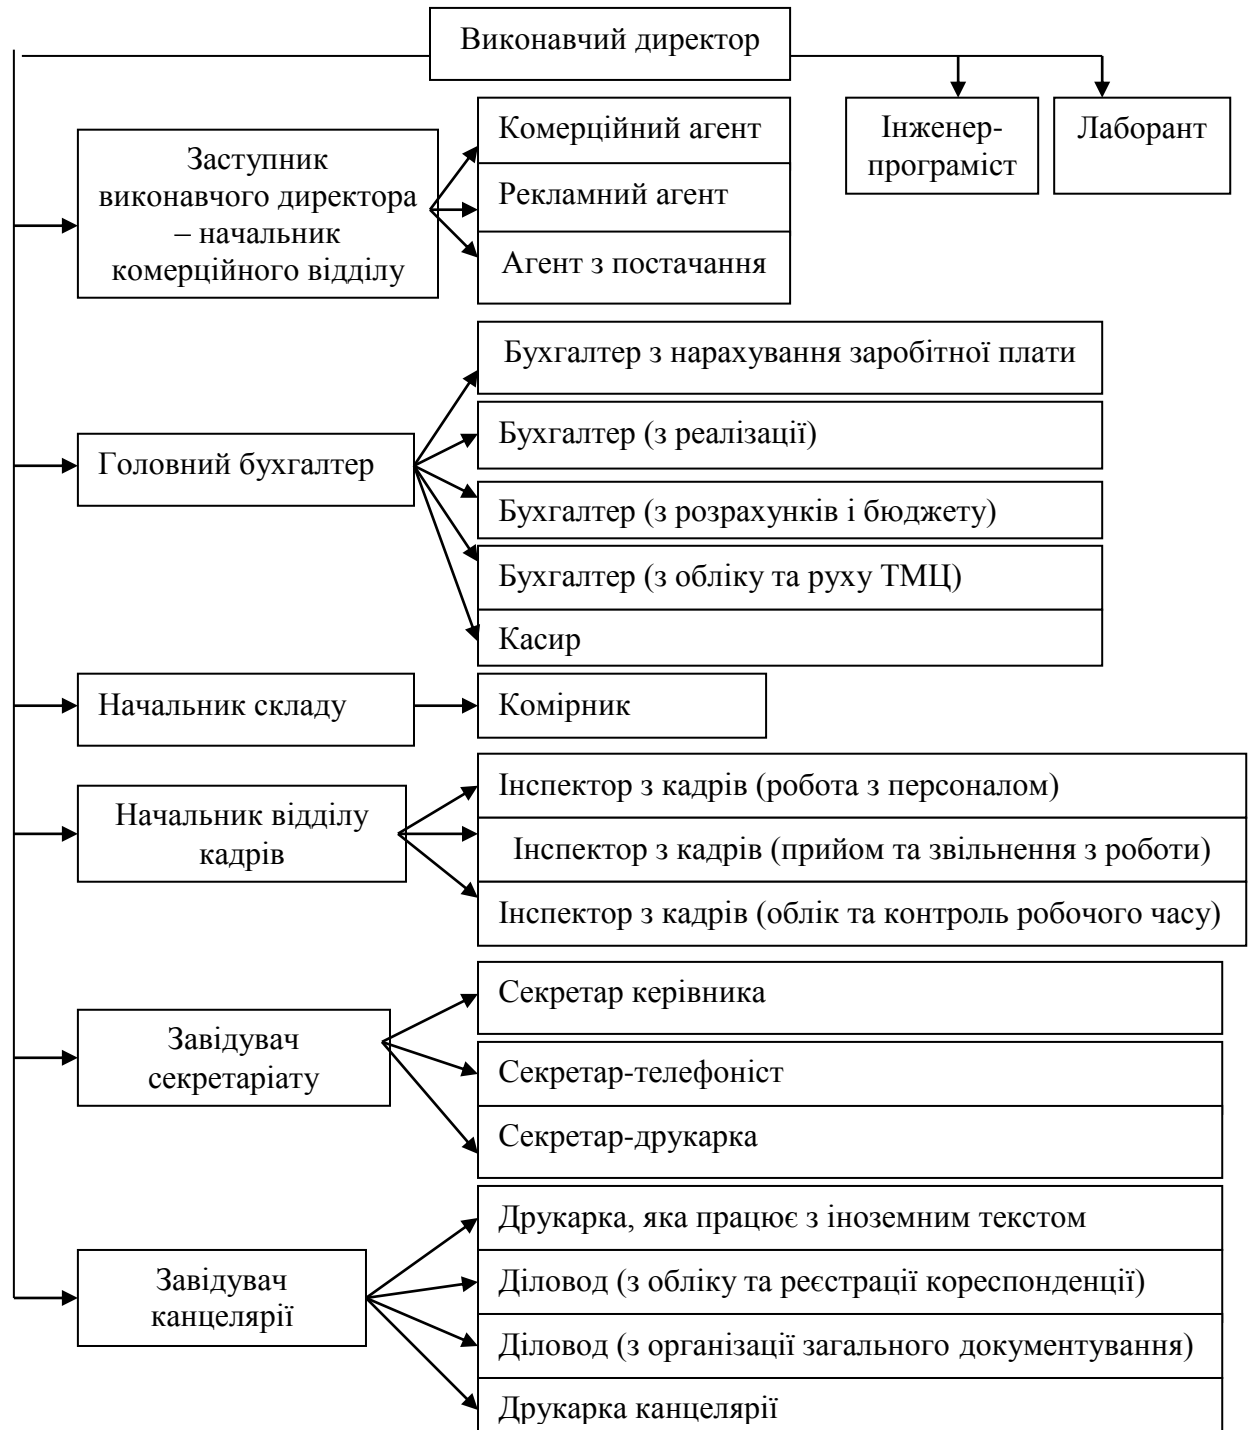 Виконавчий директор
Інженер-
програміст
Лаборант
Заступник
виконавчого директора
– начальник
комерційного відділу
Комерційний агент
Рекламний агент
Агент з постачання
Головний бухгалтер
Бухгалтер з нарахування заробітної плати
Бухгалтер (з реалізації)
Бухгалтер (з розрахунків і бюджету)
Бухгалтер (з обліку та руху ТМЦ)
Касир
Начальник складу
Комірник
Начальник відділу
кадрів
Інспектор з кадрів (робота з персоналом)
Інспектор з кадрів (прийом та звільнення з роботи)
Інспектор з кадрів (облік та контроль робочого часу)
Завідувач
секретаріату
Секретар керівника
Секретар-телефоніст
Секретар-друкарка
Завідувач
канцелярії
Друкарка, яка працює з іноземним текстом
Діловод (з обліку та реєстрації кореспонденції)
Діловод (з організації загального документування)
Друкарка канцелярії